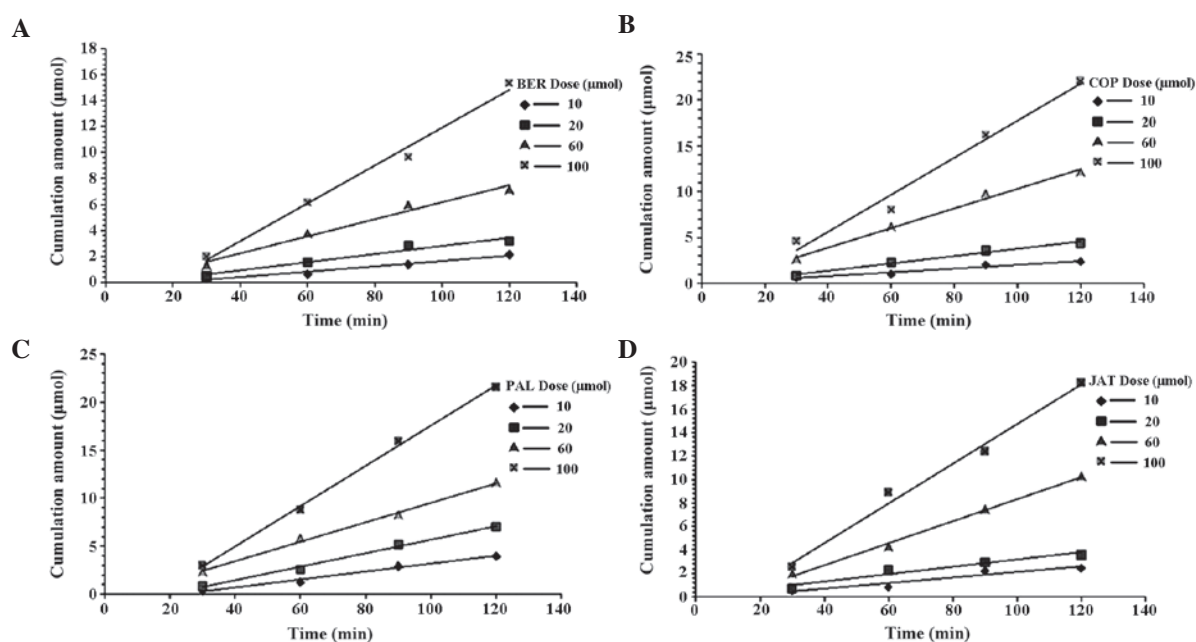 A
Cumulation amount (μmol)
18
16
14
12
10
8
6
4
2
0
0 20 40 60 80 100 120 140
Time (min)
BER Dose (μmol)
10
20
60
100
B
Cumulation amount (μmol)
25
20
15
10
5
0
0 20 40 60 80 100 120 140
Time (min)
COP Dose (μmol)
10
20
60
100
C
Cumulation amount (μmol)
25
20
15
10
5
0
0 20 40 60 80 100 120 140
Time (min)
PAL Dose (μmol)
10
20
60
100
D
Cumulation amount (μmol)
20
18
16
14
12
10
8
6
4
2
0
0 20 40 60 80 100 120 140
Time (min)
JAT Dose (μmol)
10
20
60
100